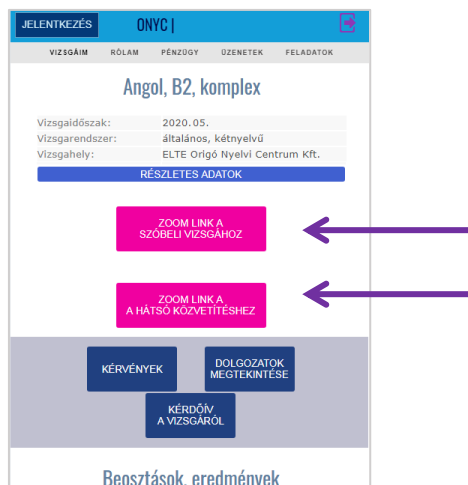 JELENTKEZÉS ONYC |
VIZSGÁIM RÓLAM PÉNZÜGY ÜZENETEK FELADATOK
Angol, B2, komplex
Vizsgaidőszak: 2020.05.
Vizsgarendszer: általános, kétnyelvű
Vizsgahely: ELTE Origó Nyelvi Centrum Kft.
RÉSZLETES ADATOK
ZOOM LINK A
SZÓBELI VIZSGÁHOZ
ZOOM LINK A
A HÁTSÓ KÖZVETÍTÉSHEZ
KÉRVÉNYEK
DOLGOZATOK
MEGTEKINTÉSE
KÉRDŐÍV
A VIZSGÁRÓL
Beosztások, eredmények